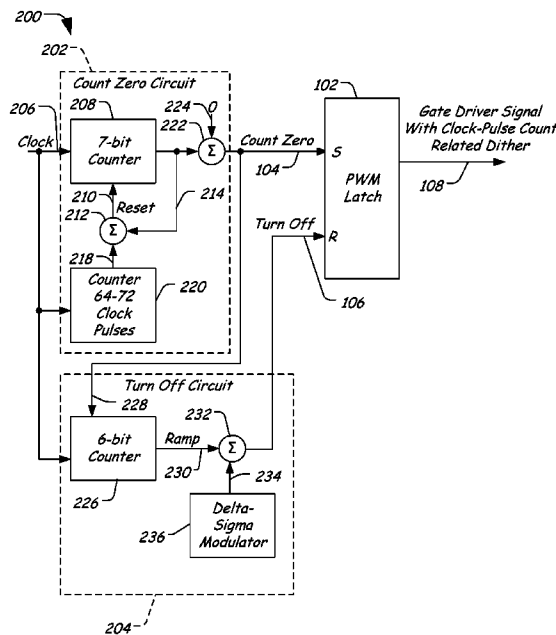 200
202
Count Zero Circuit
206
208
224
0
222
102
Clock
7-bit
Counter
Σ
Count Zero
104
S
PWM
Latch
Gate Driver Signal
With Clock-Pulse Count
Related Dither
108
210
Reset
214
212
Σ
218
Turn Off
R
106
Counter
64-72
Clock
Pulses
220
Turn Off Circuit
228
232
6-bit
Counter
Ramp
Σ
230
234
226
Delta-
Sigma
Modulator
236
204